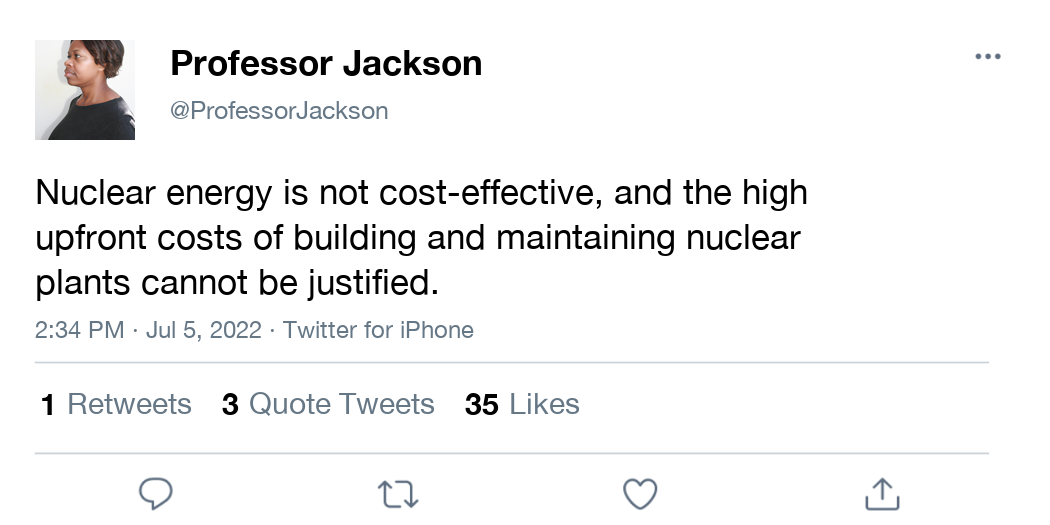 Professor Jackson
@ProfessorJackson
Nuclear energy is not cost-effective, and the high
upfront costs of building and maintaining nuclear
plants cannot be justified.
2:34 PM · Jul 5, 2022 · Twitter for iPhone
1 Retweets 3 Quote Tweets 35 Likes